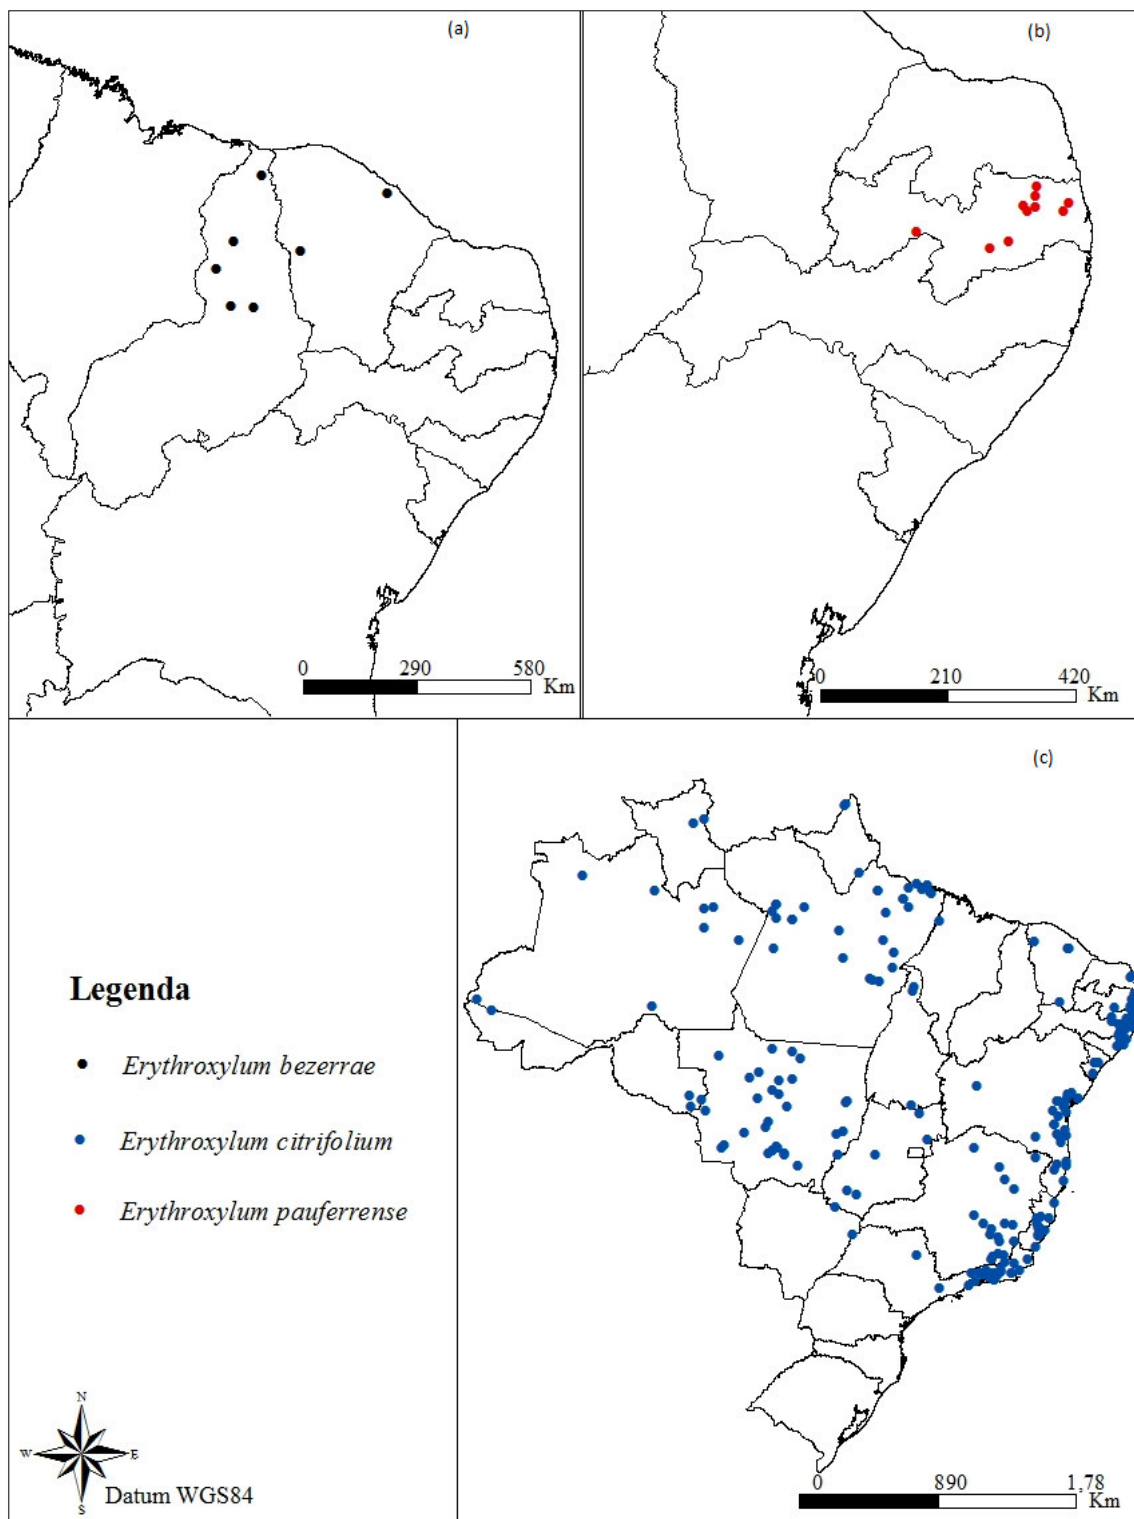 (a)
(b)
0 290 580
Km
0 210 420
Km
(c)
Legenda
Erythroxylum bezerrae
Erythroxylum citrifolium
Erythroxylum pauferrense
N
W E
S
Datum WGS84
0 890 1,78
Km